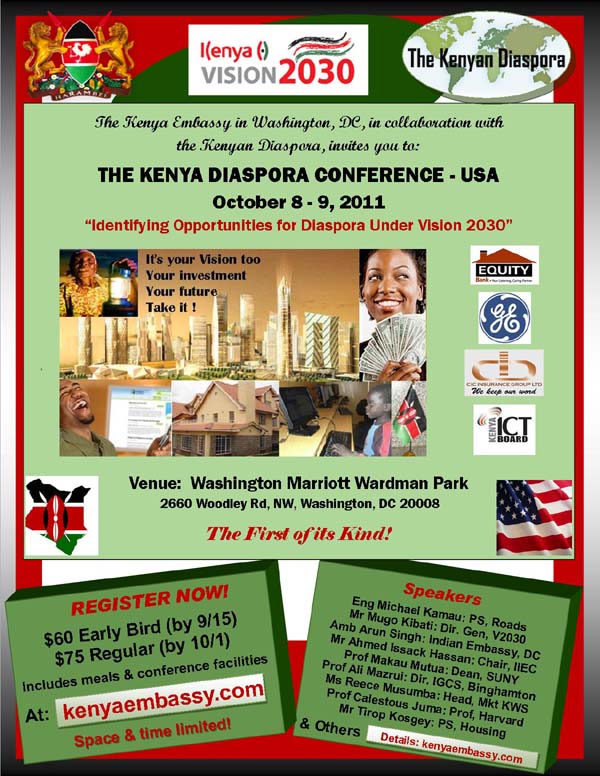 HARAMBEE
Kenya
VISION 2030
The Kenyan Diaspora
The Kenya Embassy in Washington, DC, in collaboration with
the Kenyan Diaspora, invites you to:
THE KENYA DIASPORA CONFERENCE - USA
October 8 - 9, 2011
“Identifying Opportunities for Diaspora Under Vision 2030”
It's your Vision too
Your investment
Your future
Take it !
EQUITY
Bank • Your Listening, Caring Partner
GE
CIC INSURANCE GROUP LTD
We keep our word
KENYA
ICT
BOARD
Venue: Washington Marriott Wardman Park
2660 Woodley Rd, NW, Washington, DC 20008
The First of its Kind!
REGISTER NOW!
$60 Early Bird (by 9/15)
$75 Regular (by 10/1)
Includes meals & conference facilities
At: kenyaembassy.com
Space & time limited!
Speakers
Eng Michael Kamau: PS, Roads
Mr Mugo Kibati: Dir. Gen, V2030
Amb Arun Singh: Indian Embassy, DC
Mr Ahmed Issack Hassan: Chair, IIEC
Prof Makau Mutua: Dean, SUNY
Prof Ali Mazrui: Dir. IGCS, Binghamton
Ms Reece Musumba: Head, Mkt KWS
Prof Calestous Juma: Prof, Harvard
Mr Tirop Kosgey: PS, Housing
& Others
Details: kenyaembassy.com